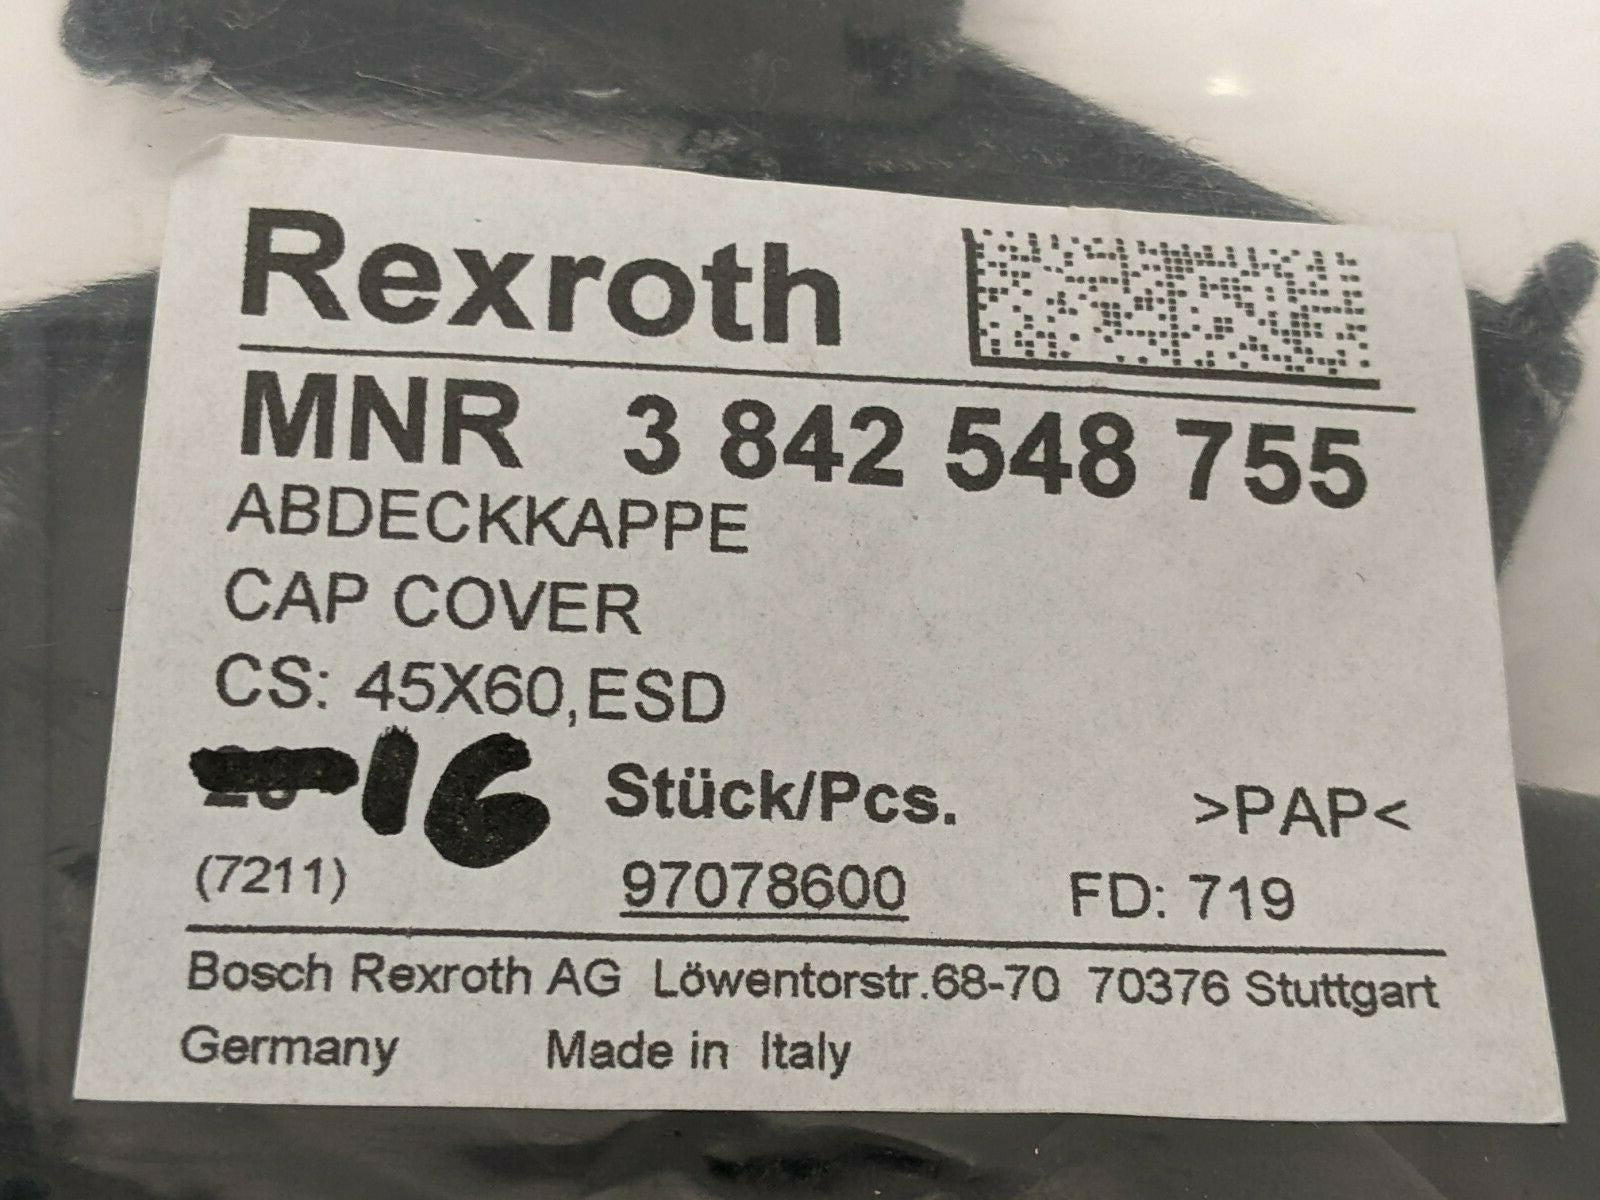 Rexroth
MNR 3 842 548 755
ABDECKKAPPE
CAP COVER
CS: 45X60,ESD
16 Stück/Pcs. >PAP<
(7211) 97078600 FD: 719
Bosch Rexroth AG Löwentorstr.68-70 70376 Stuttgart
Germany Made in Italy